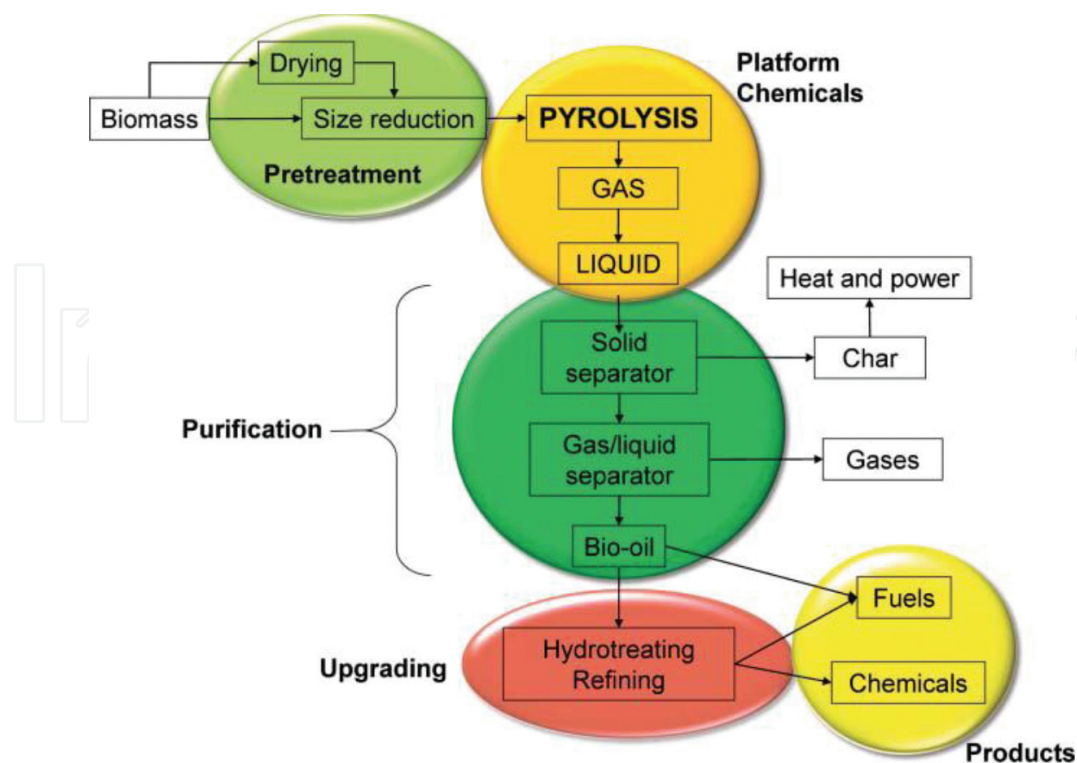 Drying
Biomass
Size reduction
Pretreatment
Platform
Chemicals
PYROLYSIS
GAS
LIQUID
Heat and power
Solid
separator
Char
Purification
Gas/liquid
separator
Gases
Bio-oil
Fuels
Upgrading
Hydrotreating
Refining
Chemicals
Products